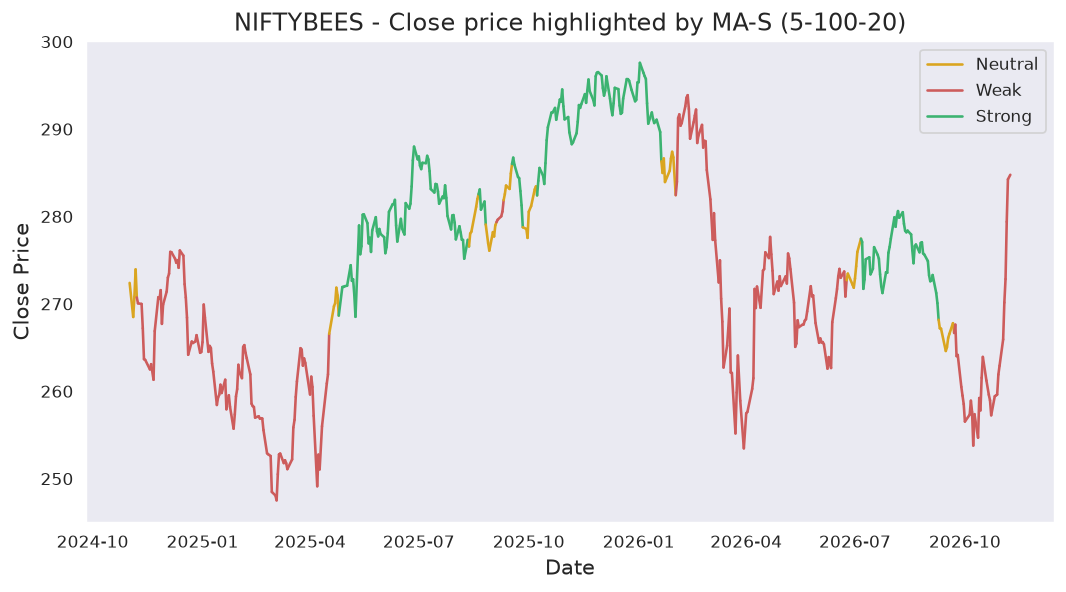 NIFTYBEES - Close price highlighted by MA-S (5-100-20)
Neutral
Weak
Strong
Close Price
300
290
280
270
260
250
2024-10 2025-01 2025-04 2025-07 2025-10 2026-01 2026-04 2026-07 2026-10
Date